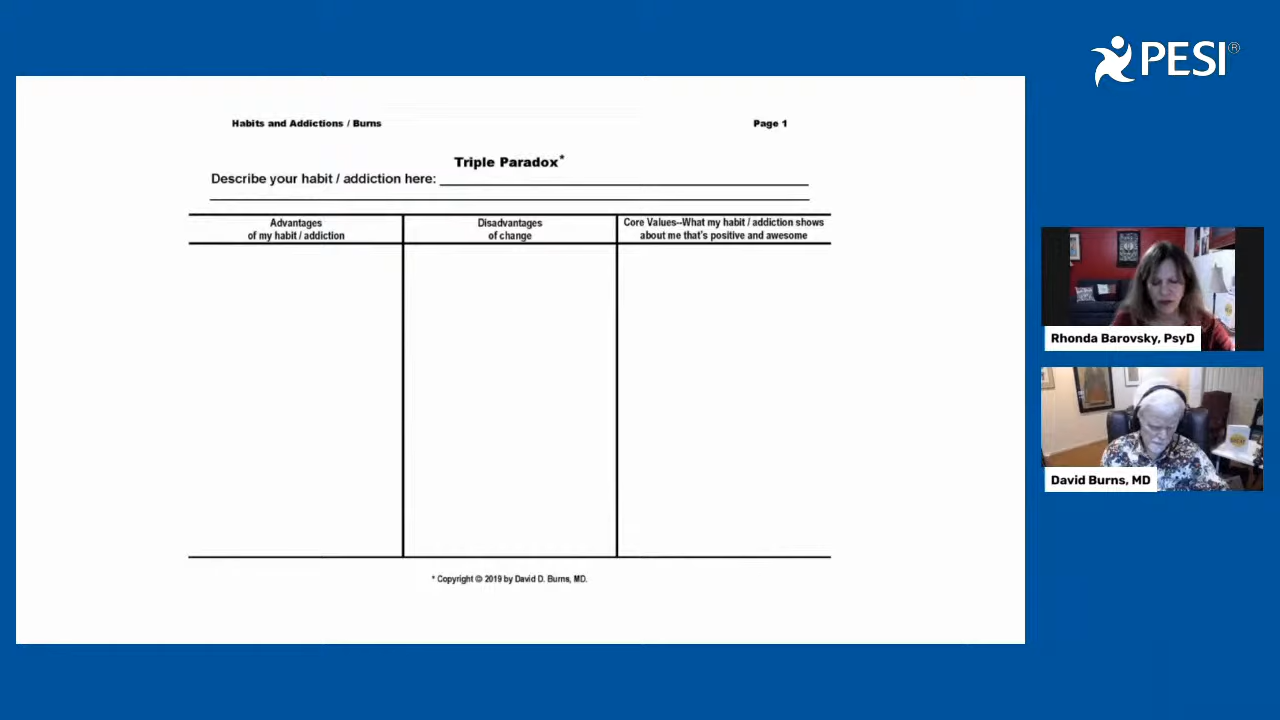 PESI®
Habits and Addictions / Burns
Page 1
Triple Paradox*
Describe your habit / addiction here:
Advantages
of my habit / addiction
Disadvantages
of change
Core Values--What my habit / addiction shows
about me that's positive and awesome
* Copyright © 2019 by David D. Burns, MD.
Rhonda Barovsky, PsyD
David Burns, MD